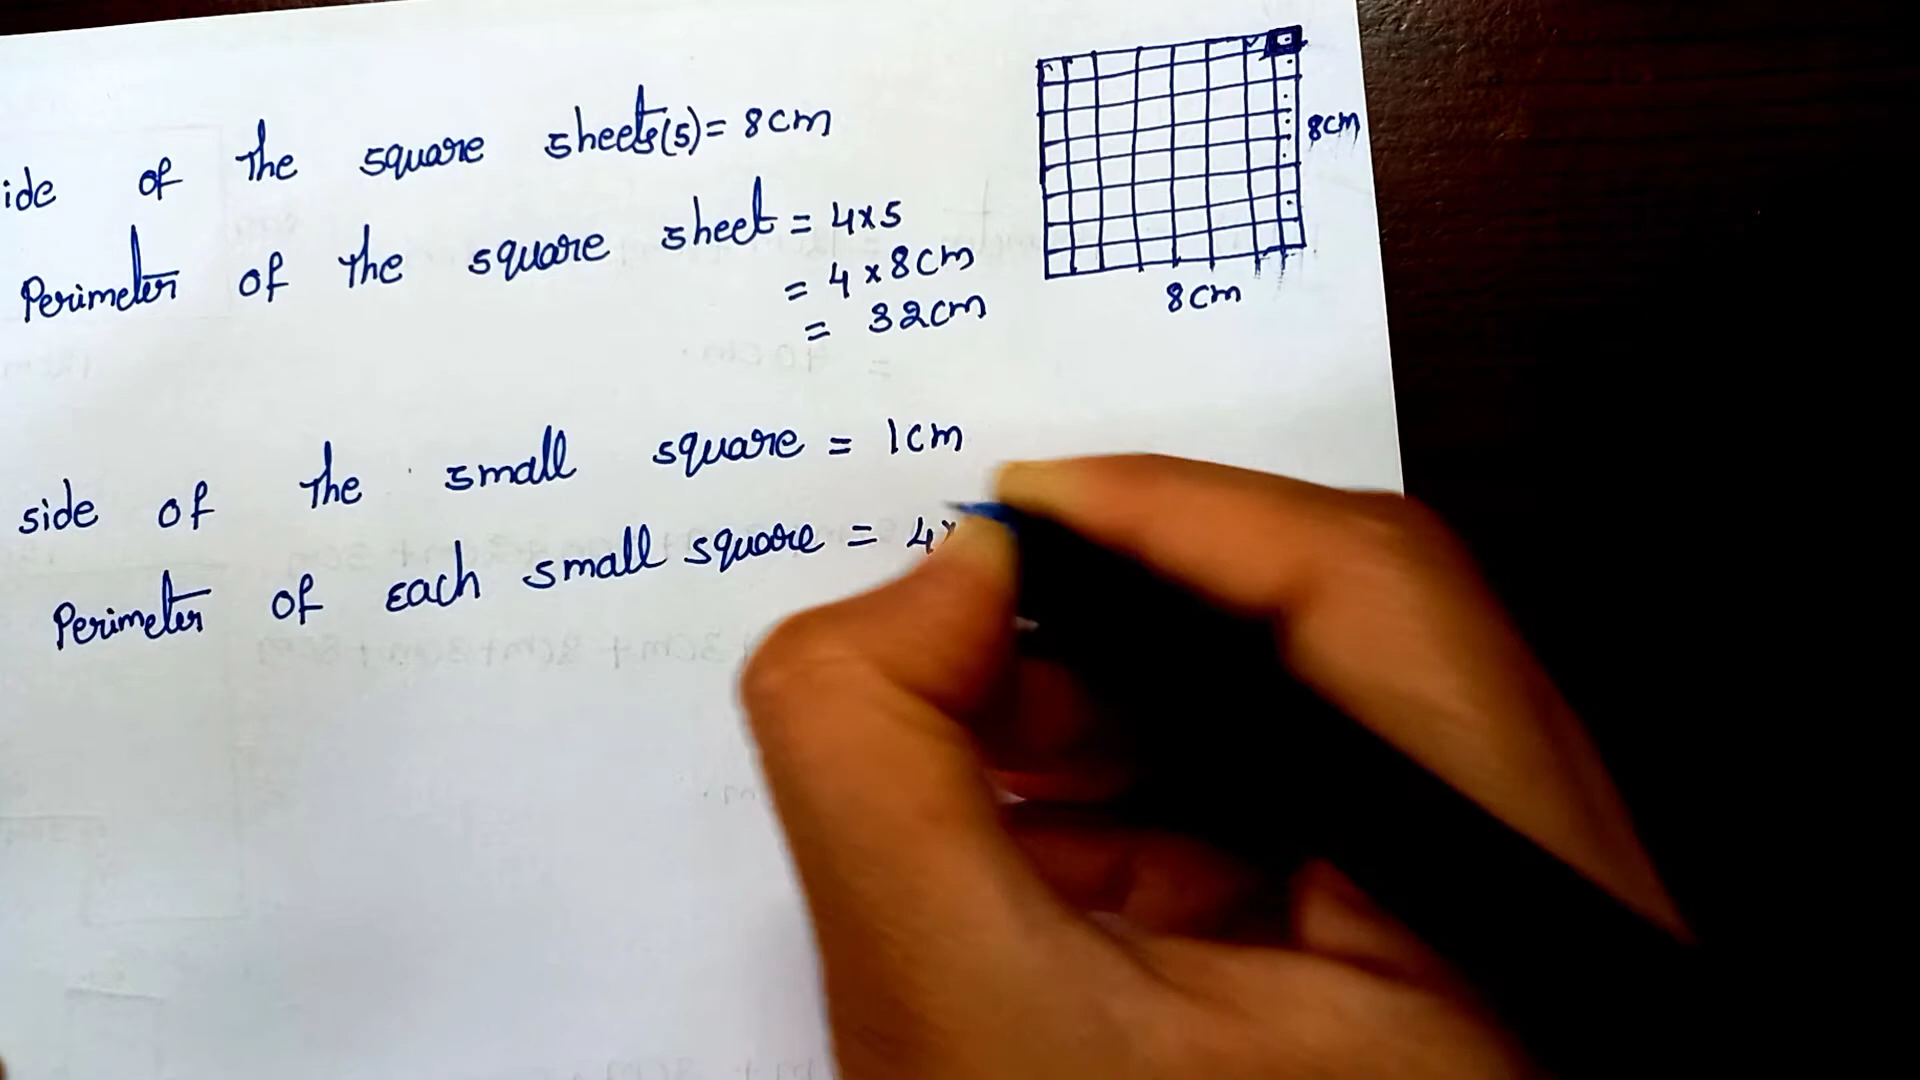 ide of the square sheets(s)= 8cm
Perimeter of the square sheet = 4×s
= 4×8cm
= 32cm
8cm
8cm
side of the small square = 1cm
Perimeter of each small square = 4×